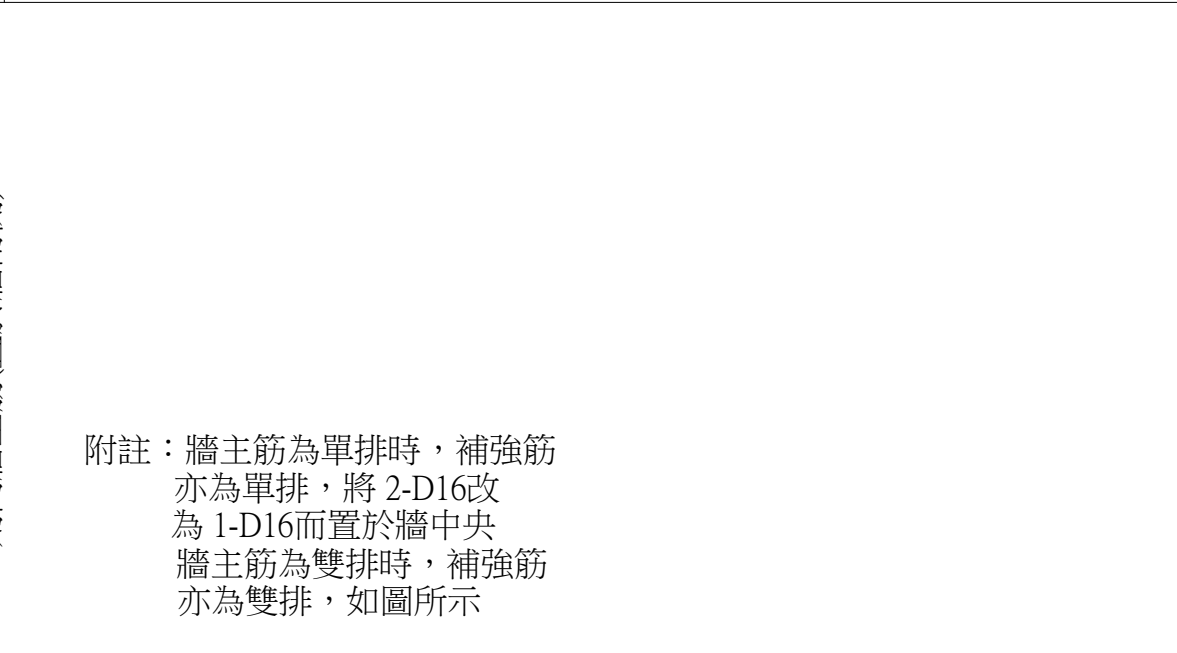 附註：牆主筋為單排時，補強筋
亦為單排，將 2-D16改
為 1-D16而置於牆中央
牆主筋為雙排時，補強筋
亦為雙排，如圖所示